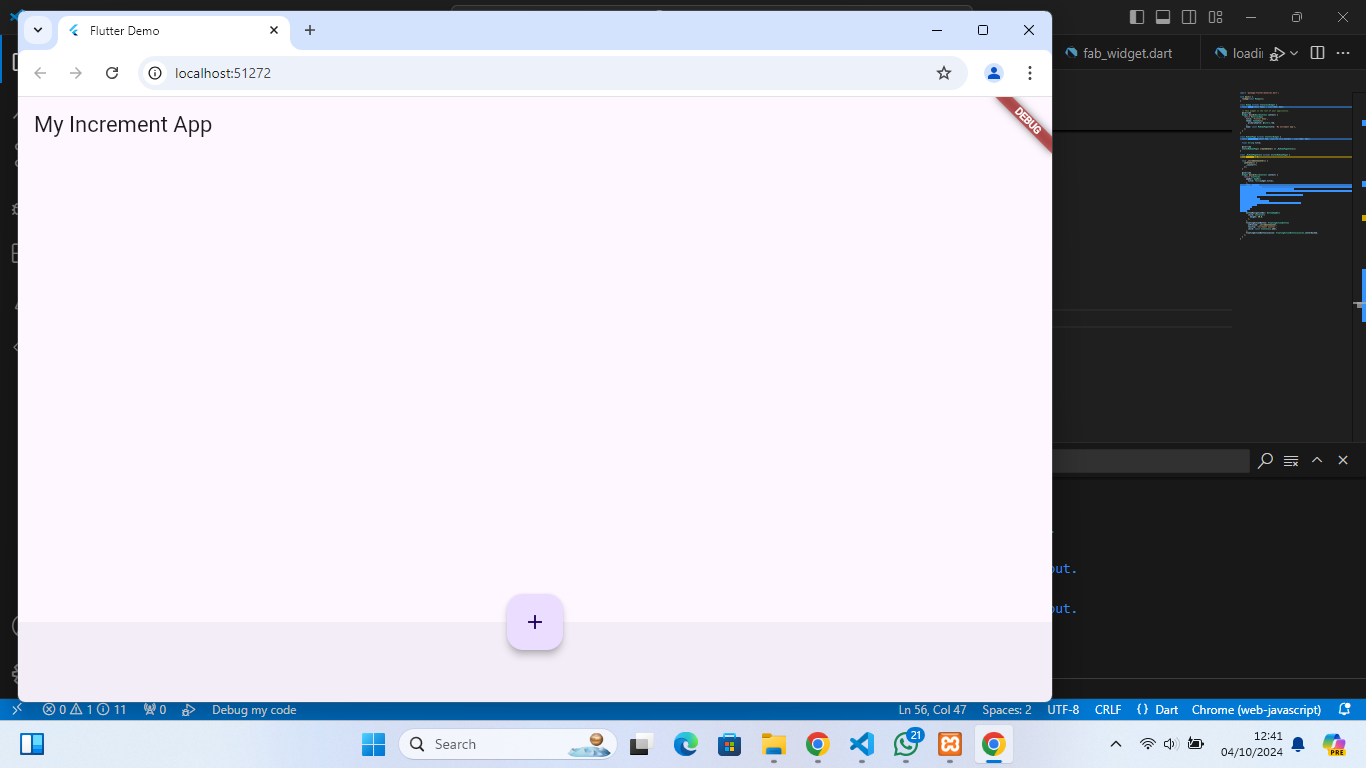 Flutter Demo
localhost:51272
My Increment App
DEBUG
fab_widget.dart
loadin
out.
out.
0 1 11 0 Debug my code
Ln 56, Col 47 Spaces: 2 UTF-8 CRLF {} Dart Chrome (web-javascript)
Search
21
12:41
04/10/2024
PRE